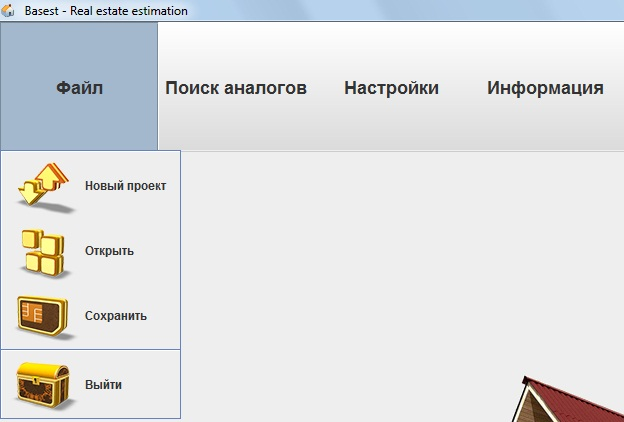 Basest - Real estate estimation
Файл Поиск аналогов Настройки Информация
Новый проект
Открыть
Сохранить
Выйти